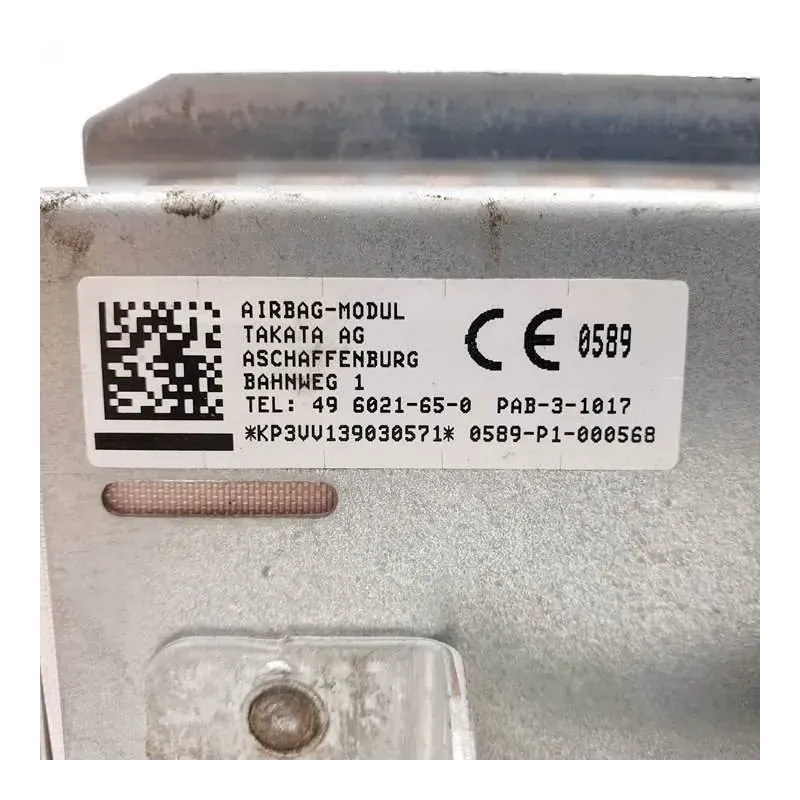 AIRBAG-MODUL
TAKATA AG
ASCHAFFENBURG
BAHNWEG 1
TEL: 49 6021-65-0 PAB-3-1017
*KP3VV139030571* 0589-P1-000568
CE 0589